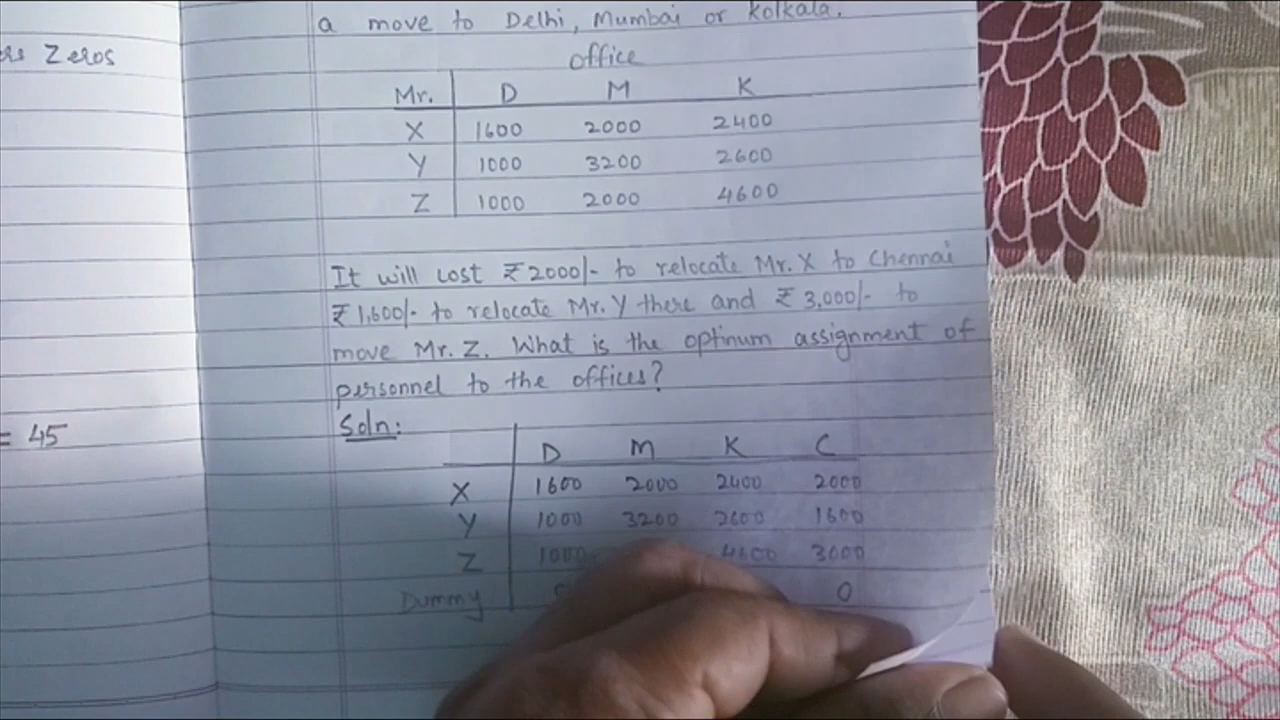 ers Zeros
= 45
a move to Delhi, Mumbai or Kolkala.
office
Mr. D M K
X 1600 2000 2400
Y 1000 3200 2600
Z 1000 2000 4600
It will cost ₹2000/- to relocate Mr. X to Chennai
₹1,600/- to relocate Mr. Y there and ₹3,000/- to
move Mr. Z. What is the optinum assignment of
personnel to the offices?
Soln:
D M K C
X 1600 2000 2400 2000
Y 1000 3200 2600 1600
Z 1000 4600 3000
Dummy 0